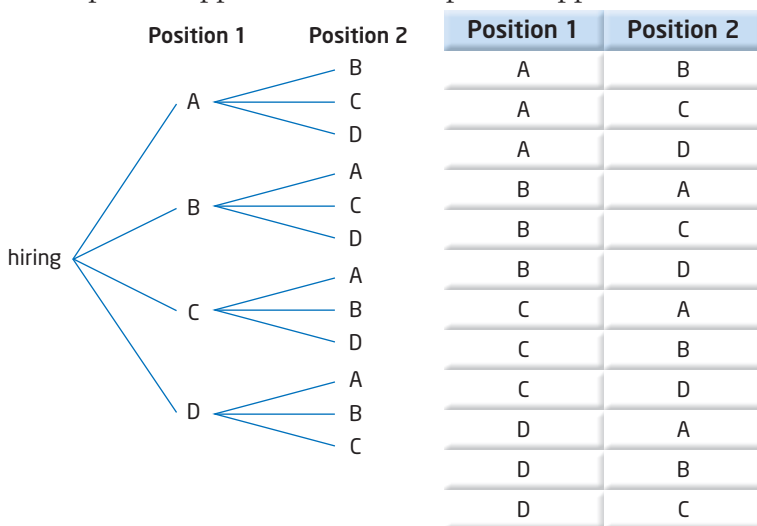 Position 1 Position 2
B
A C
D
A
B C
D
hiring
A
C B
D
A
D B
C
Position 1 Position 2
A B
A C
A D
B A
B C
B D
C A
C B
C D
D A
D B
D C